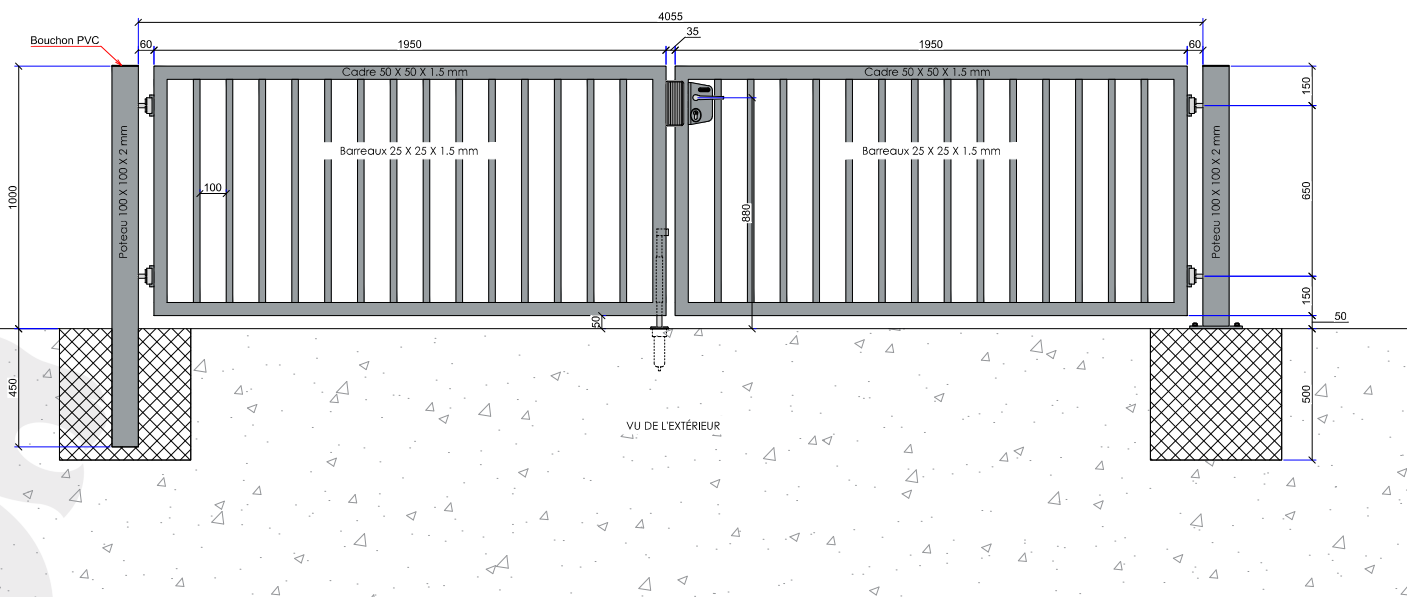 4055
Bouchon PVC
60
1950
35
1950
60
Cadre 50 X 50 X 1.5 mm
Cadre 50 X 50 X 1.5 mm
150
Poteau 100 X 100 X 2 mm
Barreaux 25 X 25 X 1.5 mm
Barreaux 25 X 25 X 1.5 mm
Poteau 100 X 100 X 2 mm
1000
100
880
650
150
50
50
450
500
VU DE L'EXTÉRIEUR